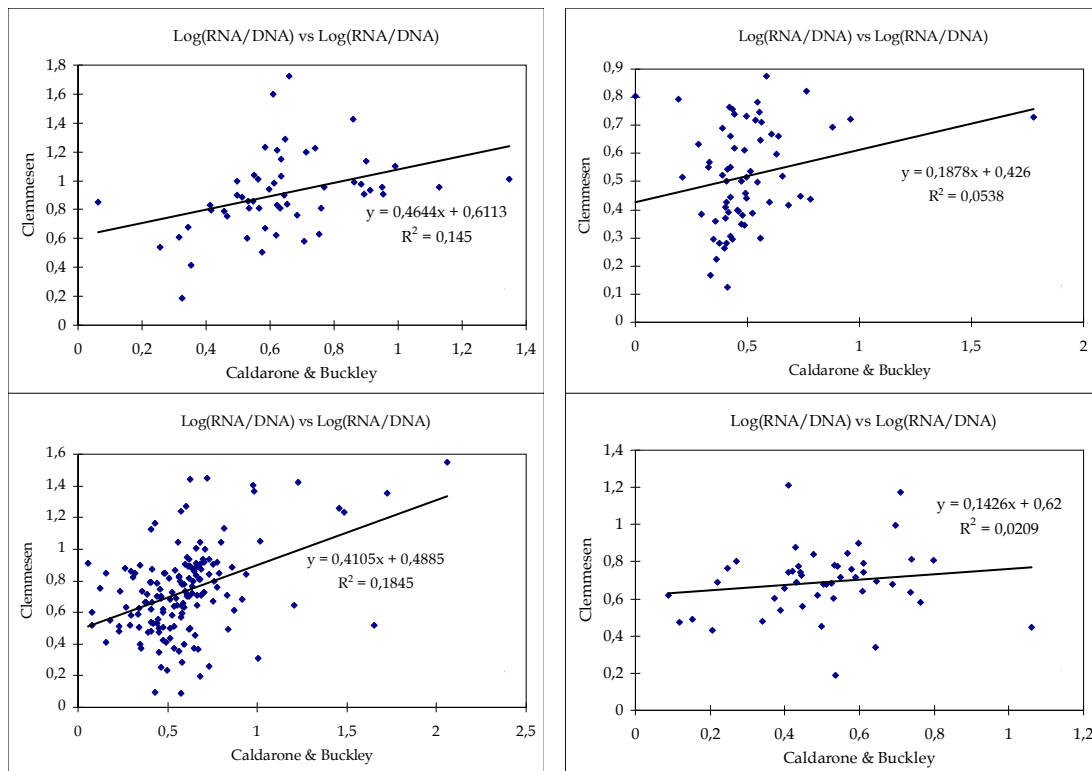 Log(RNA/DNA) vs Log(RNA/DNA)
Clemmesen
1,8
1,6
1,4
1,2
1
0,8
0,6
0,4
0,2
0
y = 0,4644x + 0,6113
R² = 0,145
0 0,2 0,4 0,6 0,8 1 1,2 1,4
Caldarone & Buckley
Log(RNA/DNA) vs Log(RNA/DNA)
Clemmesen
0,9
0,8
0,7
0,6
0,5
0,4
0,3
0,2
0,1
0
y = 0,1878x + 0,426
R² = 0,0538
0 0,5 1 1,5 2
Caldarone & Buckley
Log(RNA/DNA) vs Log(RNA/DNA)
Clemmesen
1,6
1,4
1,2
1
0,8
0,6
0,4
0,2
0
y = 0,4105x + 0,4885
R² = 0,1845
0 0,5 1 1,5 2 2,5
Caldarone & Buckley
Log(RNA/DNA) vs Log(RNA/DNA)
Clemmesen
1,4
1,2
1
0,8
0,6
0,4
0,2
0
y = 0,1426x + 0,62
R² = 0,0209
0 0,2 0,4 0,6 0,8 1 1,2
Caldarone & Buckley